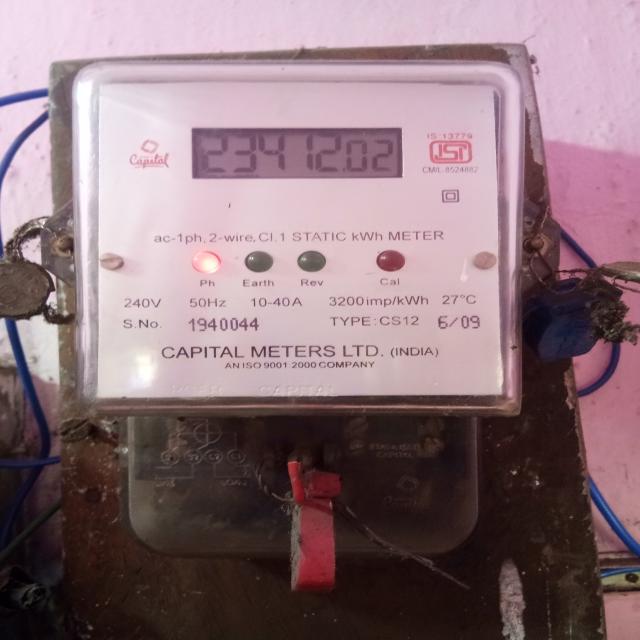 IS:13779
23412.02
Capital
CM/L-8524882
ac-1ph, 2-wire, Cl.1 STATIC kWh METER
Ph Earth Rev Cal
240V 50Hz 10-40A 3200imp/kWh 27°C
S.No. 1940044 TYPE:CS12 6/09
CAPITAL METERS LTD. (INDIA)
AN ISO 9001:2000 COMPANY
CAPITAL